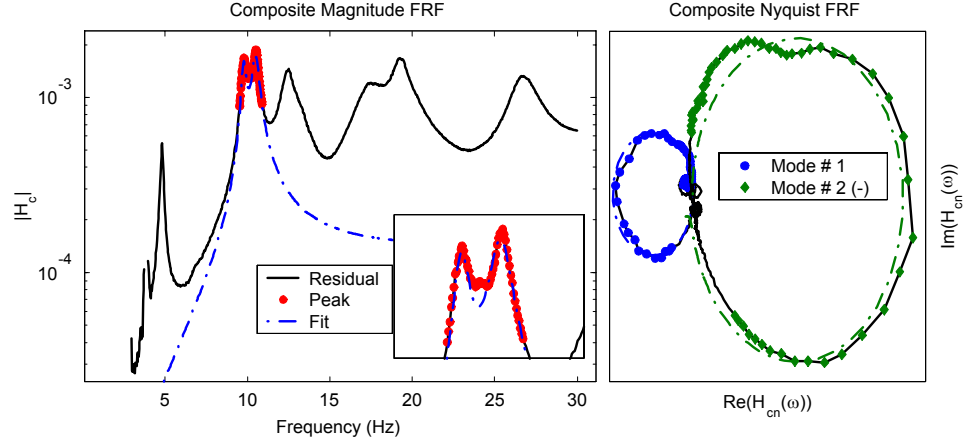 Composite Magnitude FRF
|H_c|
10^-3
10^-4
5
10
15
20
25
30
Frequency (Hz)
Residual
Peak
Fit
Composite Nyquist FRF
Mode # 1
Mode # 2 (-)
Im(H_cn(ω))
Re(H_cn(ω))